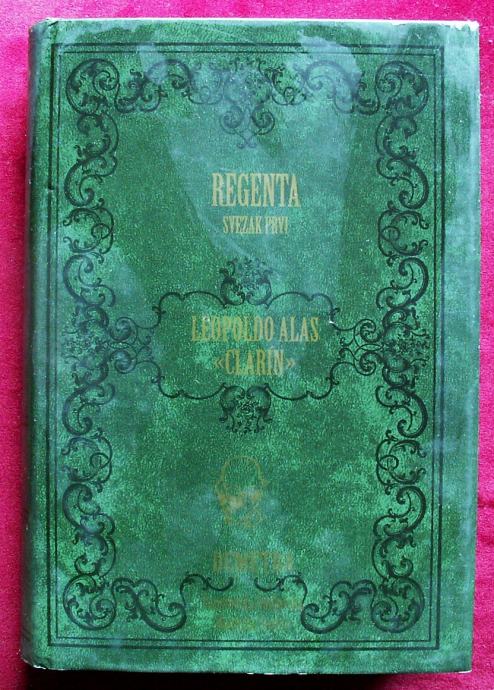 REGENTA
SVEZAK PRVI
LEOPOLDO ALAS
«CLARIN»
DEMETRA